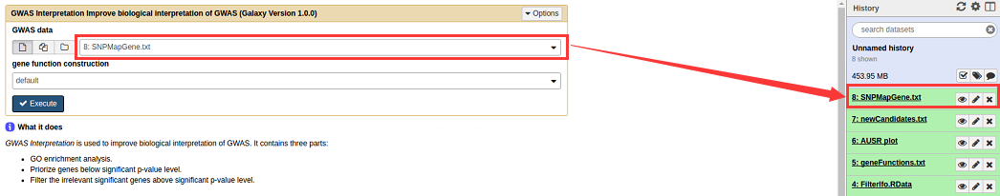 GWAS Interpretation Improve biological interpretation of GWAS (Galaxy Version 1.0.0)
Options
GWAS data
8: SNPMapGene.txt
gene function construction
default
Execute
What it does
GWAS Interpretation is used to improve biological interpretation of GWAS. It contains three parts:
GO enrichment analysis.
Priorize genes below significant p-value level.
Filter the irrelevant significant genes above significant p-value level.
History
search datasets
Unnamed history
8 shown
453.95 MB
8: SNPMapGene.txt
7: newCandidates.txt
6: AUSR plot
5: geneFunctions.txt
4: FilterIfo.RData